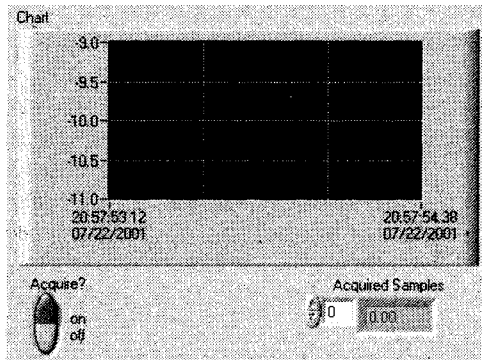 Chart
-9.0
-9.5
-10.0
-10.5
-11.0
20:57:53.12
07/22/2001
20:57:54.38
07/22/2001
Acquire?
on
off
Acquired Samples
0
0.00